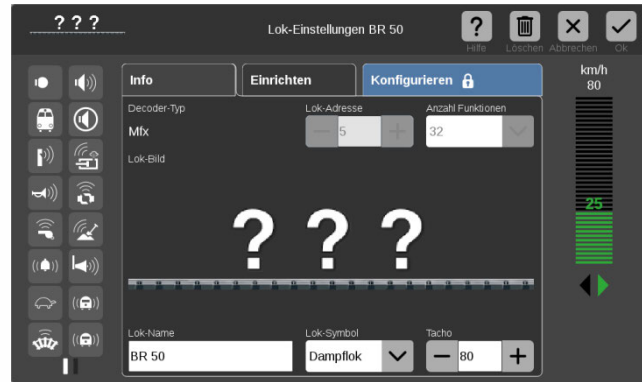 ? ? ?
Lok-Einstellungen BR 50
?
Hilfe
Löschen
Abbrechen
Ok
Info
Einrichten
Konfigurieren
km/h
80
Decoder-Typ
Lok-Adresse
Anzahl Funktionen
Mfx
5
32
Lok-Bild
? ? ?
25
Lok-Name
Lok-Symbol
Tacho
BR 50
Dampflok
80